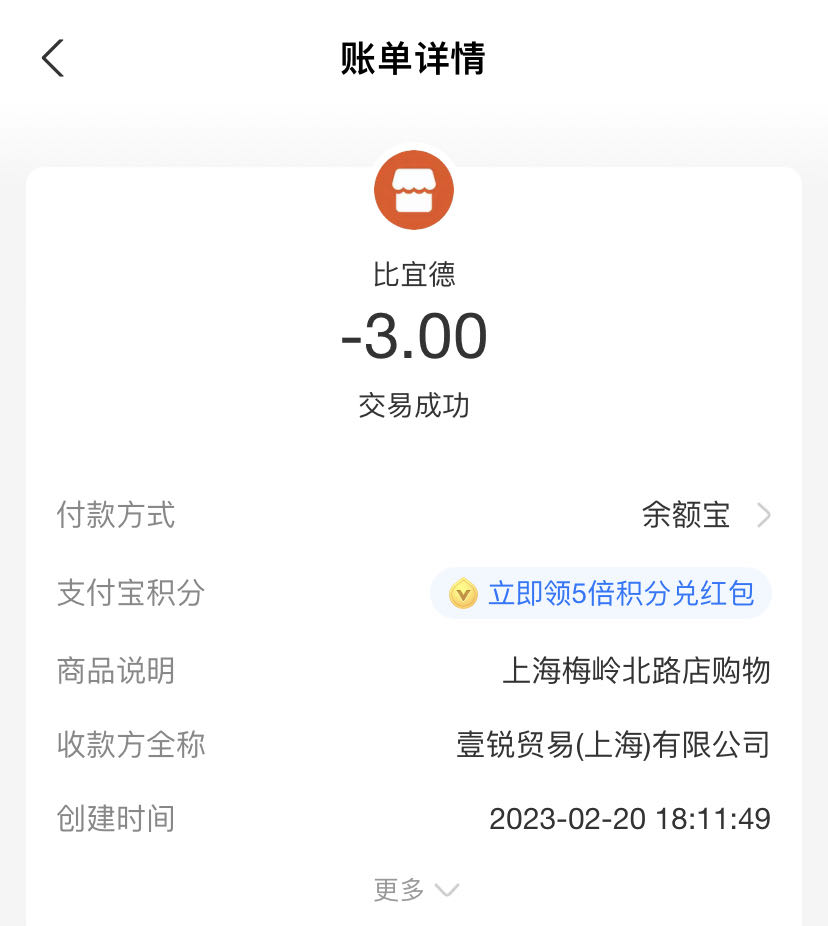 账单详情
比宜德
-3.00
交易成功
付款方式 余额宝
支付宝积分 立即领5倍积分兑红包
商品说明 上海梅岭北路店购物
收款方全称 壹锐贸易(上海)有限公司
创建时间 2023-02-20 18:11:49
更多